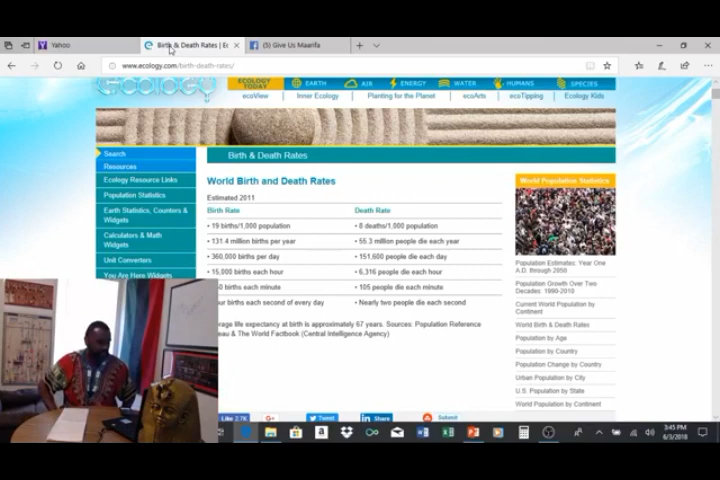 Yahoo
Birth & Death Rates | Ec
(5) Give Us Maarifa
www.ecology.com/birth-death-rates/
ecology
ECOLOGY TODAY
EARTH
AIR
ENERGY
WATER
HUMANS
SPECIES
ecoView
Inner Ecology
Planting for the Planet
ecoArts
ecoTipping
Ecology Kids
Search
Resources
Ecology Resource Links
Population Statistics
Earth Statistics, Counters &
Widgets
Calculators & Math
Widgets
Unit Converters
You Are Here Widgets
Birth & Death Rates
World Birth and Death Rates
Estimated 2011
Birth Rate Death Rate
• 19 births/1,000 population • 8 deaths/1,000 population
• 131.4 million births per year • 55.3 million people die each year
• 360,000 births per day • 151,600 people die each day
• 15,000 births each hour • 6,316 people die each hour
0 births each minute • 105 people die each minute
our births each second of every day • Nearly two people die each second
erage life expectancy at birth is approximately 67 years. Sources: Population Reference
eau & The World Factbook (Central Intelligence Agency)
World Population Statistics
Population Estimates: Year One
A.D. through 2050
Population Growth Over Two
Decades: 1990-2010
Current World Population by
Continent
World Birth & Death Rates
Population by Age
Population by Country
Population Change by Country
Urban Population by City
U.S. Population by State
World Population by Continent
Like 2.7K
G+
Tweet
in Share
Submit
3:45 PM
6/3/2018